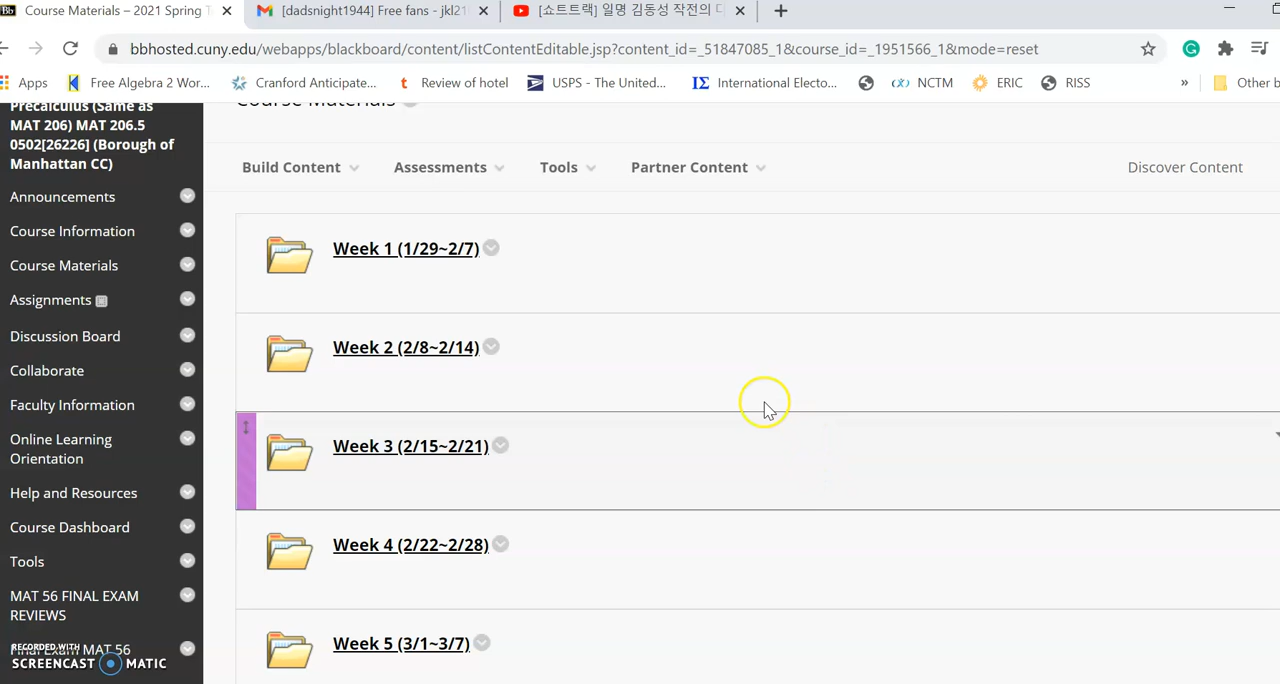 Bb Course Materials – 2021 Spring T
[dadsnight1944] Free fans - jkl21
[쇼트트랙] 일명 김동성 작전의 디
bbhosted.cuny.edu/webapps/blackboard/content/listContentEditable.jsp?content_id=_51847085_1&course_id=_1951566_1&mode=reset
Apps
Free Algebra 2 Wor...
Cranford Anticipate...
t Review of hotel
USPS - The United...
IΣ International Electo...
(x) NCTM
ERIC
RISS
»
Other b
Precalculus (Same as
MAT 206) MAT 206.5
0502[26226] (Borough of
Manhattan CC)
Announcements
Course Information
Course Materials
Assignments
Discussion Board
Collaborate
Faculty Information
Online Learning
Orientation
Help and Resources
Course Dashboard
Tools
MAT 56 FINAL EXAM
REVIEWS
MAT 56
RECORDED WITH
SCREENCAST MATIC
Course Materials
Build Content
Assessments
Tools
Partner Content
Discover Content
Week 1 (1/29~2/7)
Week 2 (2/8~2/14)
Week 3 (2/15~2/21)
Week 4 (2/22~2/28)
Week 5 (3/1~3/7)